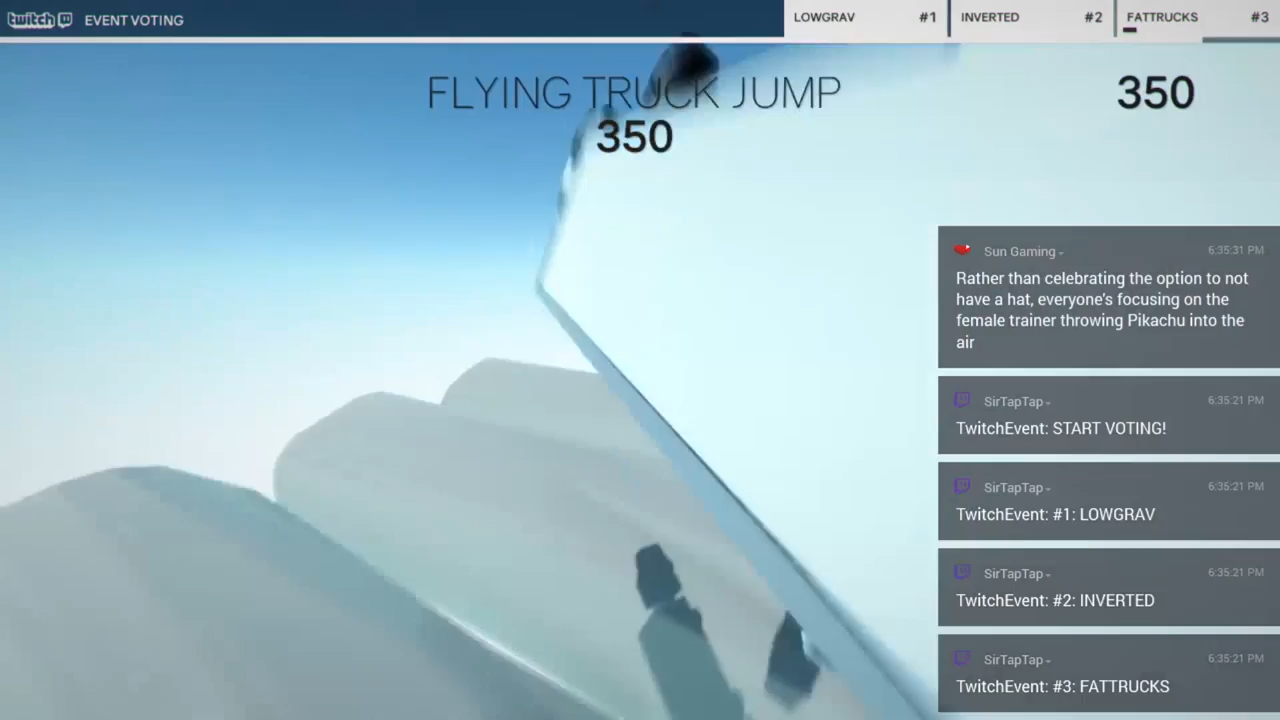 twitch EVENT VOTING
LOWGRAV #1
INVERTED #2
FATTRUCKS #3
FLYING TRUCK JUMP
350
350
Sun Gaming 6:35:31 PM
Rather than celebrating the option to not
have a hat, everyone's focusing on the
female trainer throwing Pikachu into the
air
SirTapTap 6:35:21 PM
TwitchEvent: START VOTING!
SirTapTap 6:35:21 PM
TwitchEvent: #1: LOWGRAV
SirTapTap 6:35:21 PM
TwitchEvent: #2: INVERTED
SirTapTap 6:35:21 PM
TwitchEvent: #3: FATTRUCKS